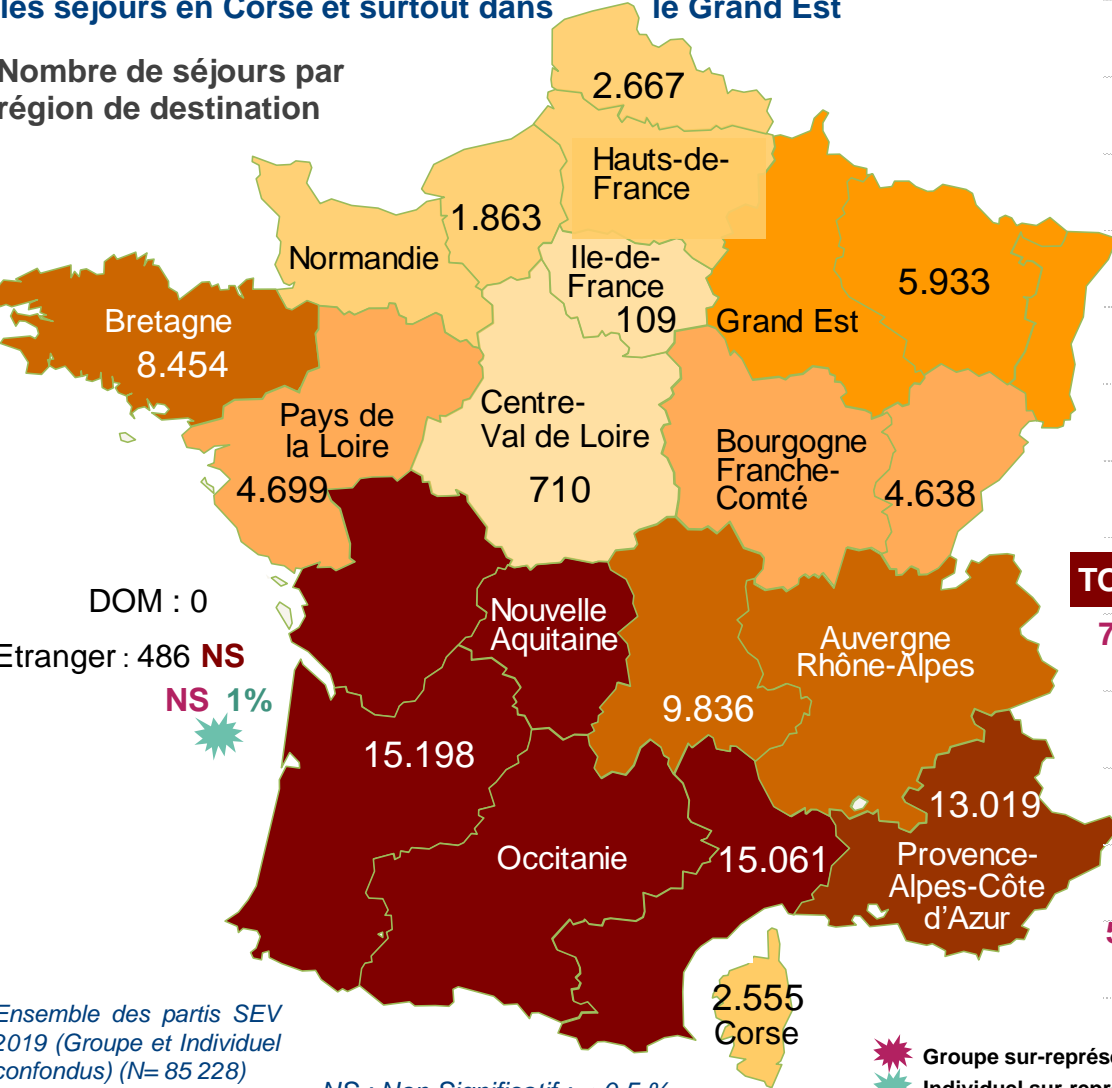 les séjours en Corse et surtout dans le Grand Est
Nombre de séjours par
région de destination
2.667
Hauts-de-
France
1.863
Normandie
Ile-de-
France
109
5.933
Grand Est
Bretagne
8.454
Pays de
la Loire
4.699
Centre-
Val de Loire
710
Bourgogne
Franche-
Comté
4.638
DOM : 0
Etranger : 486 NS
NS 1%
Nouvelle
Aquitaine
Auvergne
Rhône-Alpes
9.836
15.198
13.019
Occitanie
15.061
Provence-
Alpes-Côte
d'Azur
2.555
Corse
Ensemble des partis SEV
2019 (Groupe et Individuel
confondus) (N= 85 228)
Groupe sur-représe